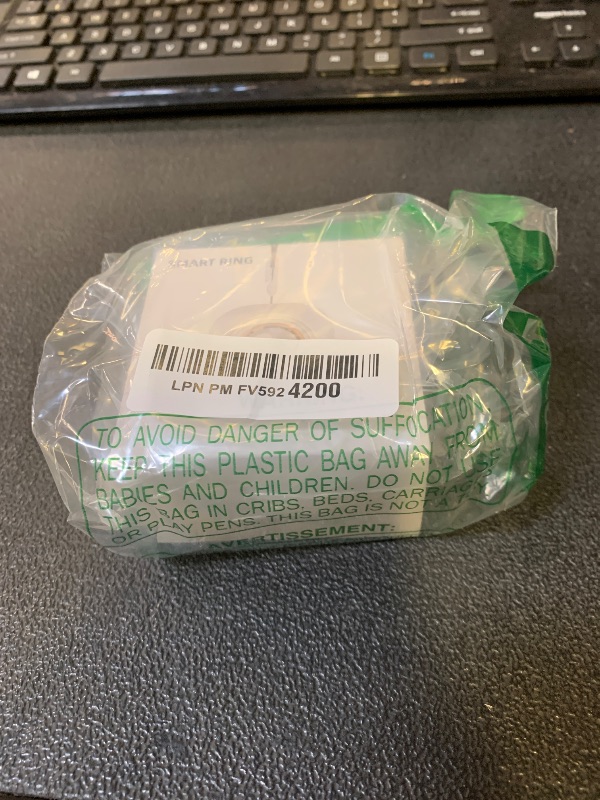 SMART RING
LPN PM FV592 4200
TO AVOID DANGER OF SUFFOCATION
KEEP THIS PLASTIC BAG AWAY FROM
BABIES AND CHILDREN. DO NOT USE
THIS BAG IN CRIBS, BEDS, CARRIAG
OR PLAY PENS. THIS BAG IS NOT A
AVERTISSEMENT: